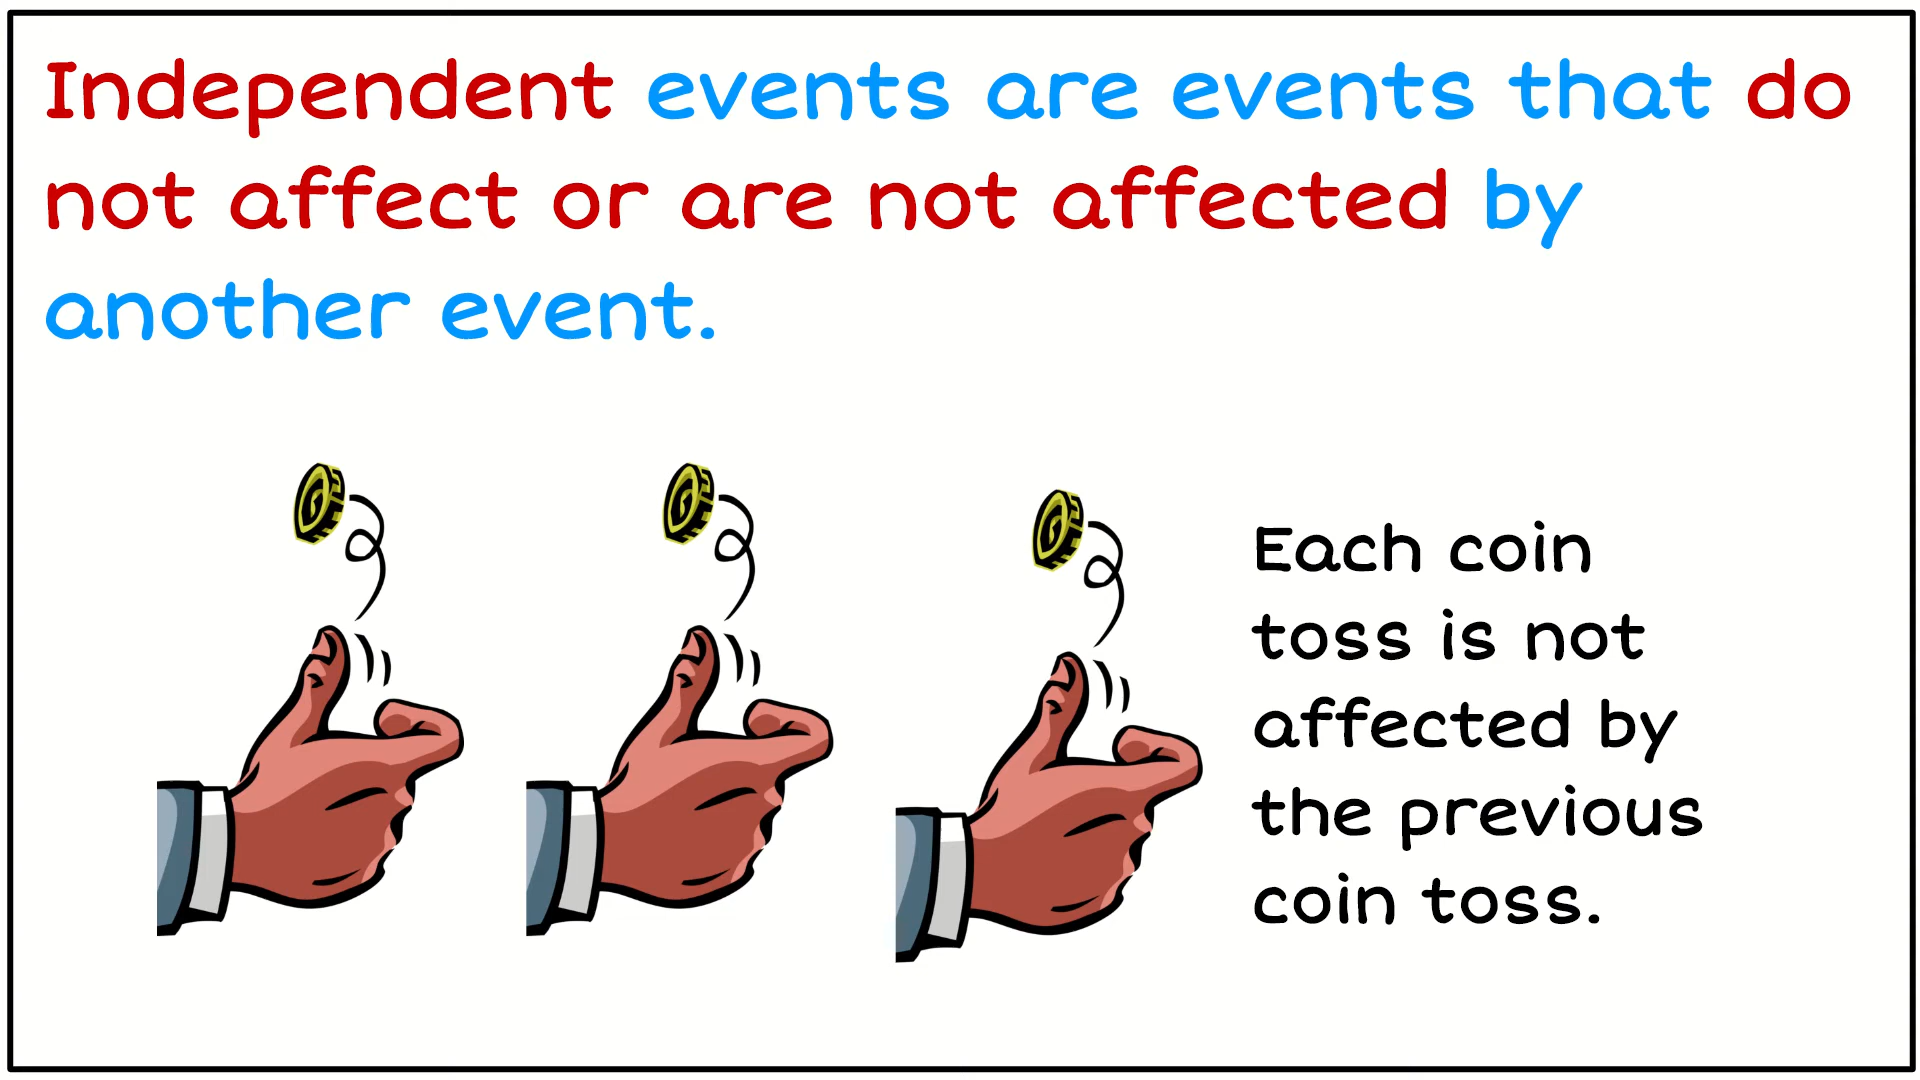 Independent events are events that do
not affect or are not affected by
another event.
Each coin
toss is not
affected by
the previous
coin toss.